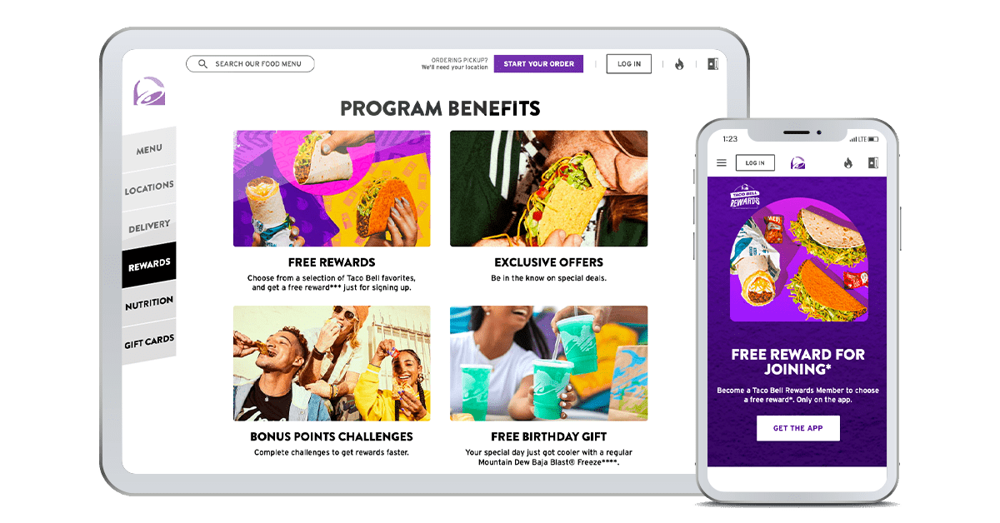 SEARCH OUR FOOD MENU
ORDERING PICKUP?
We'll need your location
START YOUR ORDER
LOG IN
MENU
LOCATIONS
DELIVERY
REWARDS
NUTRITION
GIFT CARDS
PROGRAM BENEFITS
FREE REWARDS
Choose from a selection of Taco Bell favorites,
and get a free reward*** just for signing up.
EXCLUSIVE OFFERS
Be in the know on special deals.
BONUS POINTS CHALLENGES
Complete challenges to get rewards faster.
FREE BIRTHDAY GIFT
Your special day just got cooler with a regular
Mountain Dew Baja Blast® Freeze****.
1:23
LTE
LOG IN
TACO BELL
REWARDS
FREE REWARD FOR
JOINING*
Become a Taco Bell Rewards Member to choose
a free reward*. Only on the app.
GET THE APP